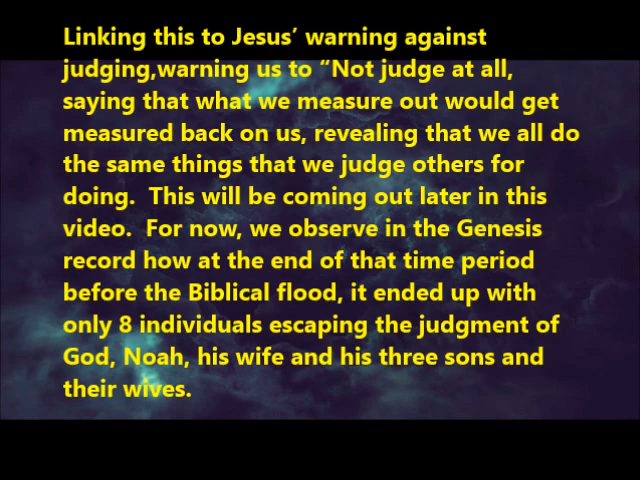 Linking this to Jesus’ warning against
judging,warning us to “Not judge at all,
saying that what we measure out would get
measured back on us, revealing that we all do
the same things that we judge others for
doing.  This will be coming out later in this
video.  For now, we observe in the Genesis
record how at the end of that time period
before the Biblical flood, it ended up with
only 8 individuals escaping the judgment of
God, Noah, his wife and his three sons and
their wives.